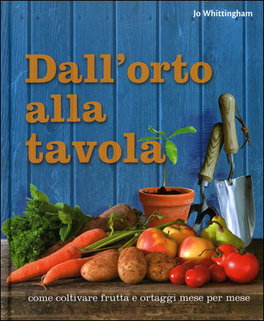 Jo Whittingham
Dall'orto
alla
tavola
come coltivare frutta e ortaggi mese per mese